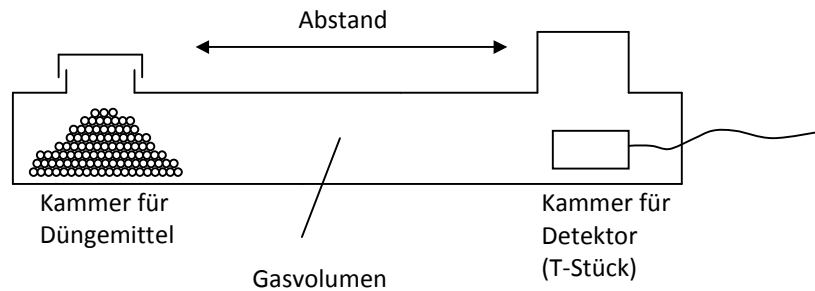 Abstand
Kammer für
Düngemittel
Gasvolumen
Kammer für
Detektor
(T-Stück)